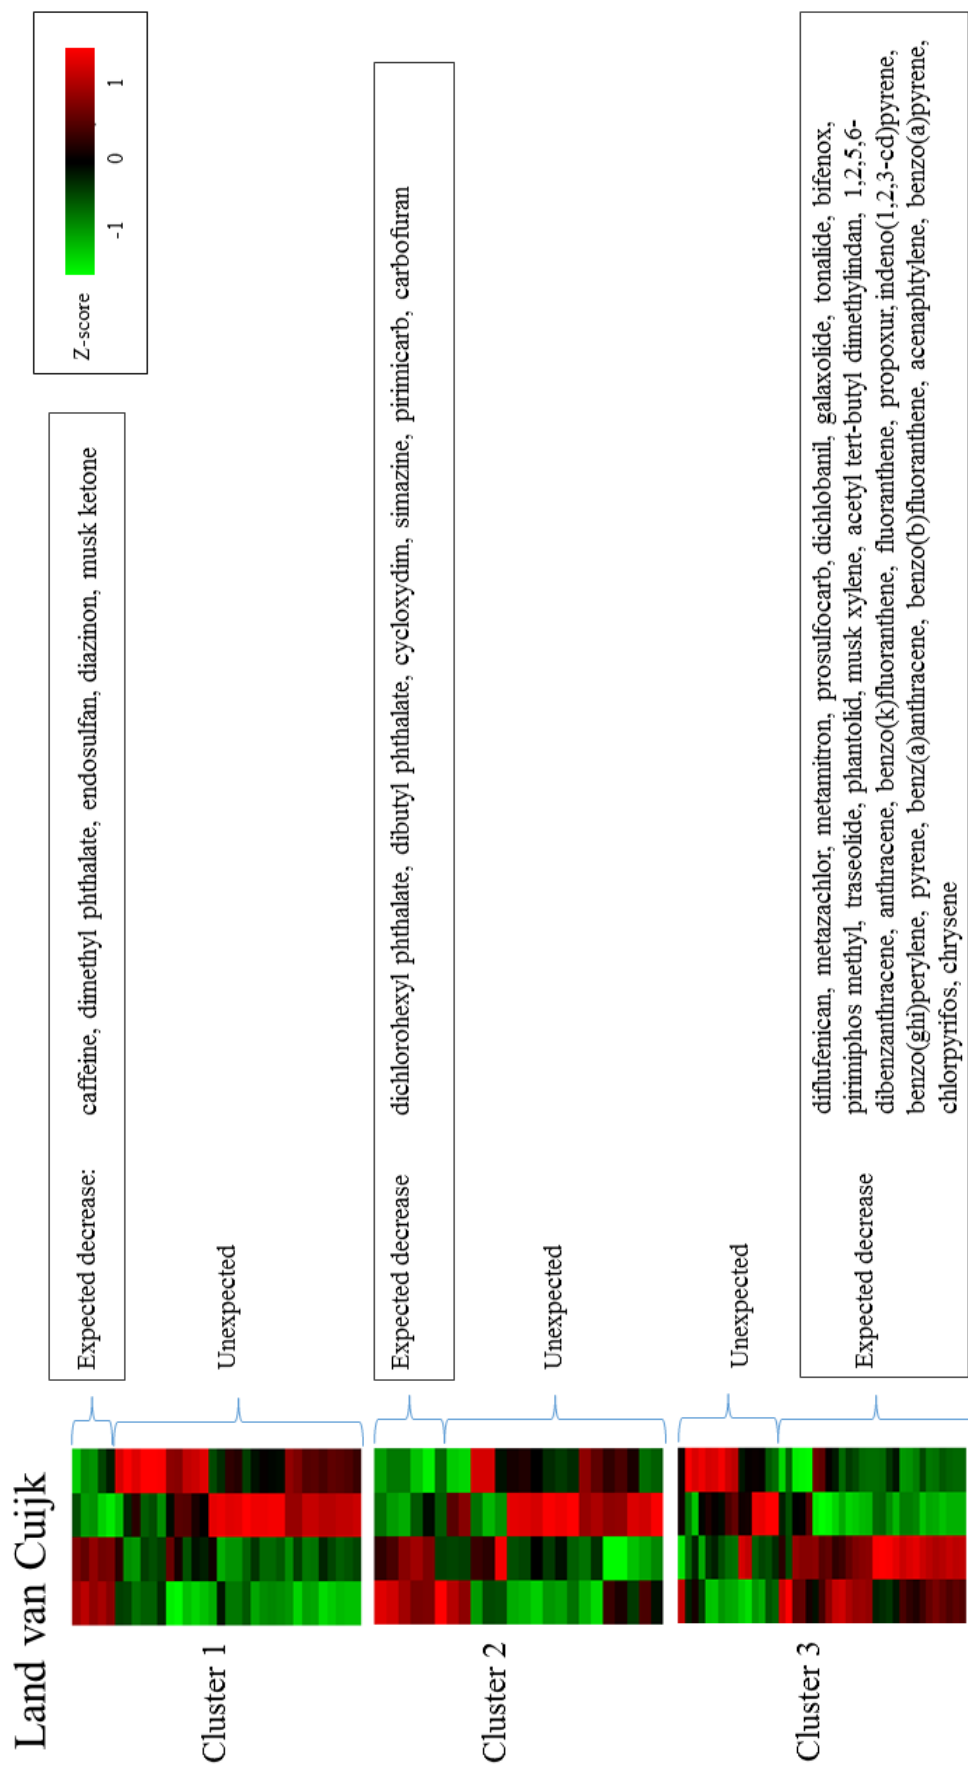 Land van Cuijk
Z-score
-1
0
1
Cluster 1
Expected decrease:
caffeine, dimethyl phthalate, endosulfan, diazinon, musk ketone
Unexpected
Cluster 2
Expected decrease
dichlorohexyl phthalate, dibutyl phthalate, cycloxydim, simazine, pirimicarb, carbofuran
Unexpected
Cluster 3
Unexpected
Expected decrease
diflufenican, metazachlor, metamitron, prosulfocarb, dichlobanil, galaxolide, tonalide, bifenox,
pirimiphos methyl, traseolide, phantolid, musk xylene, acetyl tert-butyl dimethylindan, 1,2,5,6-
dibenzanthracene, anthracene, benzo(k)fluoranthene, fluoranthene, propoxur, indeno(1,2,3-cd)pyrene,
benzo(ghi)perylene, pyrene, benz(a)anthracene, benzo(b)fluoranthene, acenaphtylene, benzo(a)pyrene,
chlorpyrifos, chrysene